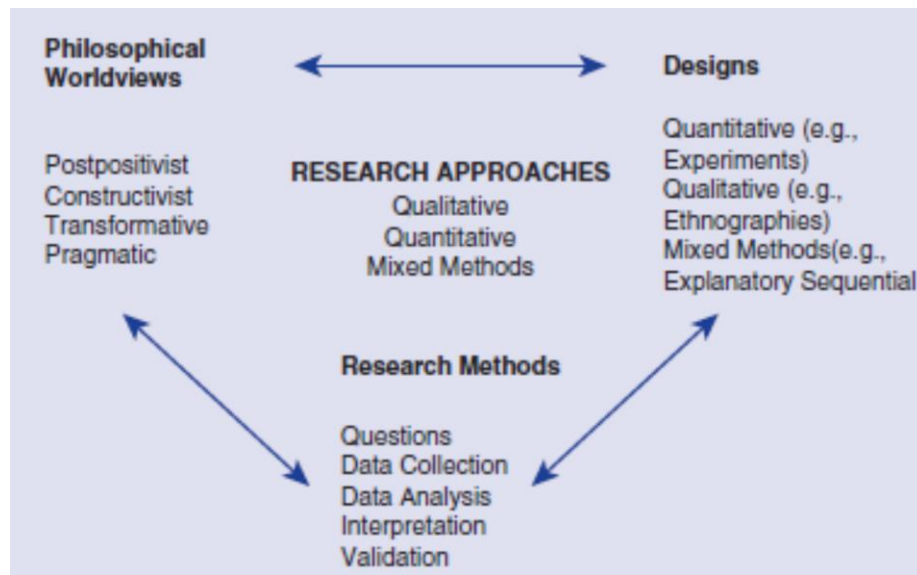 Philosophical
Worldviews
Postpositivist
Constructivist
Transformative
Pragmatic
RESEARCH APPROACHES
Qualitative
Quantitative
Mixed Methods
Designs
Quantitative (e.g.,
Experiments)
Qualitative (e.g.,
Ethnographies)
Mixed Methods(e.g.,
Explanatory Sequential
Research Methods
Questions
Data Collection
Data Analysis
Interpretation
Validation